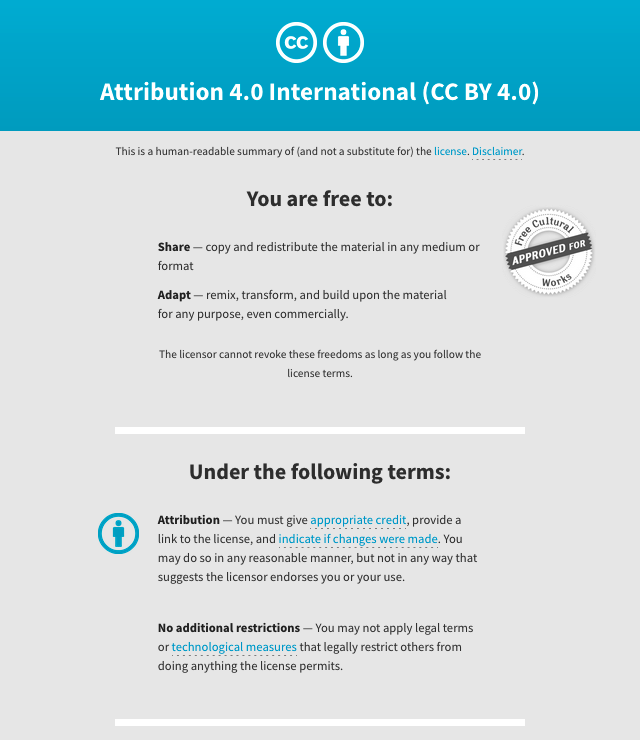 cc
Attribution 4.0 International (CC BY 4.0)
This is a human-readable summary of (and not a substitute for) the license. Disclaimer.
You are free to:
Share — copy and redistribute the material in any medium or
format
Adapt — remix, transform, and build upon the material
for any purpose, even commercially.
Free Cultural
APPROVED FOR
Works
The licensor cannot revoke these freedoms as long as you follow the
license terms.
Under the following terms:
Attribution — You must give appropriate credit, provide a
link to the license, and indicate if changes were made. You
may do so in any reasonable manner, but not in any way that
suggests the licensor endorses you or your use.
No additional restrictions — You may not apply legal terms
or technological measures that legally restrict others from
doing anything the license permits.